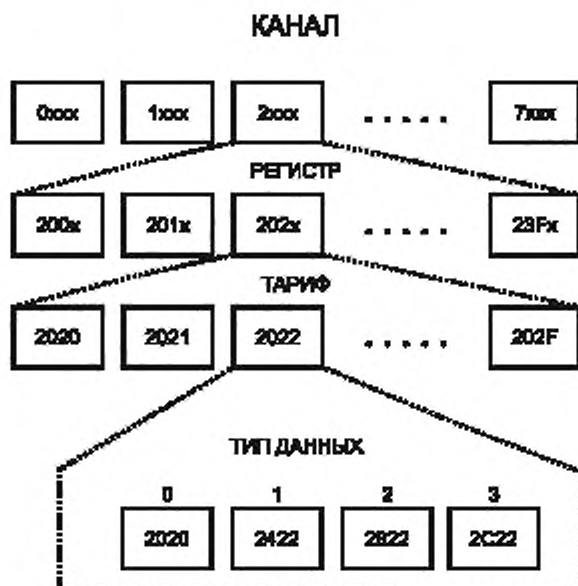 КАНАЛ
0xxx 1xxx 2xxx ..... 7xxx
РЕГИСТР
200x 201x 202x ..... 23Fx
ТАРИФ
2020 2021 2022 ..... 202F
ТИП ДАННЫХ
0 1 2 3
2020 2422 2822 2C22